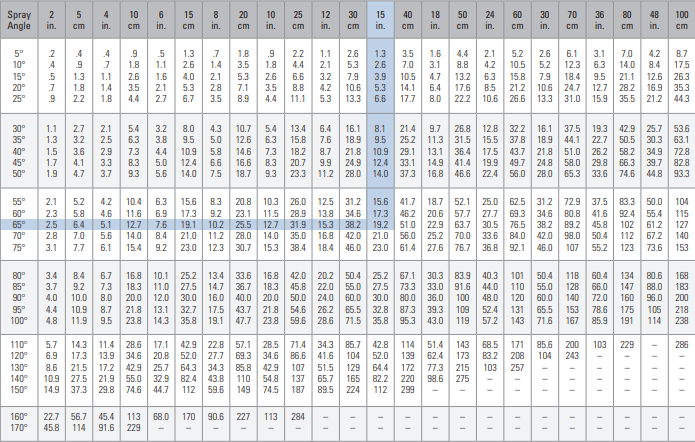 Spray 2 5 4 10 6 15 8 20 10 25 12 30 15 40 18 50 24 60 30 70 36 80 48 100
Angle in. cm in. cm in. cm in. cm in. cm in. cm in. cm in. cm in. cm in. cm in. cm in. cm
5° .2 .4 .4 .9 .5 1.3 .7 1.8 .9 2.2 1.1 2.6 1.3 3.5 1.6 4.4 2.1 5.2 2.6 6.1 3.1 7.0 4.2 8.7
10° .4 .9 .7 1.8 1.1 2.6 1.4 3.5 1.8 4.4 2.1 5.3 2.6 7.0 3.1 8.8 4.2 10.5 5.2 12.3 6.3 14.0 8.4 17.5
15° .5 1.3 1.1 2.6 1.6 4.0 2.1 5.3 2.6 6.6 3.2 7.9 3.9 10.5 4.7 13.2 6.3 15.8 7.9 18.4 9.5 21.1 12.6 26.3
20° .7 1.8 1.4 3.5 2.1 5.3 2.8 7.1 3.5 8.8 4.2 10.6 5.3 14.1 6.4 17.6 8.5 21.2 10.6 24.7 12.7 28.2 16.9 35.3
25° .9 2.2 1.8 4.4 2.7 6.7 3.5 8.9 4.4 11.1 5.3 13.3 6.6 17.7 8.0 22.2 10.6 26.6 13.3 31.0 15.9 35.5 21.2 44.3
30° 1.1 2.7 2.1 5.4 3.2 8.0 4.3 10.7 5.4 13.4 6.4 16.1 8.1 21.4 9.7 26.8 12.8 32.2 16.1 37.5 19.3 42.9 25.7 53.6
35° 1.3 3.2 2.5 6.3 3.8 9.5 5.0 12.6 6.3 15.8 7.6 18.9 9.5 25.2 11.3 31.5 15.5 37.8 18.9 44.1 22.7 50.5 30.3 63.1
40° 1.5 3.6 2.9 7.3 4.4 10.9 5.8 14.6 7.3 18.2 8.7 21.8 10.9 29.1 13.1 36.4 17.5 43.7 21.8 51.0 26.2 58.2 34.9 72.8
45° 1.7 4.1 3.3 8.3 5.0 12.4 6.6 16.6 8.3 20.7 9.9 24.9 12.4 33.1 14.9 41.4 19.9 49.7 24.8 58.0 29.8 66.3 39.7 82.8
50° 1.9 4.7 3.7 9.3 5.6 14.0 7.5 18.7 9.3 23.3 11.2 28.0 14.0 37.3 16.8 46.6 22.4 56.0 28.0 65.3 33.6 74.6 44.8 93.3
55° 2.1 5.2 4.2 10.4 6.3 15.6 8.3 20.8 10.3 26.0 12.5 31.2 15.6 41.7 18.7 52.1 25.0 62.5 31.2 72.9 37.5 83.3 50.0 104
60° 2.3 5.8 4.6 11.6 6.9 17.3 9.2 23.1 11.5 28.9 13.8 34.6 17.3 46.2 20.6 57.7 27.7 69.3 34.6 80.8 41.6 92.4 55.4 115
65° 2.5 6.4 5.1 12.7 7.6 19.1 10.2 25.5 12.7 31.9 15.3 38.2 19.2 51.0 22.9 63.7 30.5 76.5 38.2 89.2 45.8 102 61.2 127
70° 2.8 7.0 5.6 14.0 8.4 21.0 11.2 28.0 14.0 35.0 16.8 42.0 21.0 56.0 25.2 70.0 33.6 84.0 42.0 98.0 50.4 112 67.2 140
75° 3.1 7.7 6.1 15.4 9.2 23.0 12.3 30.7 15.3 38.4 18.4 46.0 23.0 61.4 27.6 76.7 36.8 92.1 46.0 107 55.2 123 73.6 153
80° 3.4 8.4 6.7 16.8 10.1 25.2 13.4 33.6 16.8 42.0 20.2 50.4 25.2 67.1 30.3 83.9 40.3 101 50.4 118 60.4 134 80.6 168
85° 3.7 9.2 7.3 18.3 11.0 27.5 14.7 36.7 18.3 45.8 22.0 55.0 27.5 73.3 33.0 91.6 44.0 110 55.0 128 66.0 147 88.0 183
90° 4.0 10.0 8.0 20.0 12.0 30.0 16.0 40.0 20.0 50.0 24.0 60.0 30.0 80.0 36.0 100 48.0 120 60.0 140 72.0 160 96.0 200
95° 4.4 10.9 8.7 21.8 13.1 32.7 17.5 43.7 21.8 54.6 26.2 65.5 32.8 87.3 39.3 109 52.4 131 65.5 153 78.6 175 105 218
100° 4.8 11.9 9.5 23.8 14.3 35.8 19.1 47.7 23.8 59.6 28.6 71.5 35.8 95.3 43.0 119 57.2 143 71.6 167 85.9 191 114 238
110° 5.7 14.3 11.4 28.6 17.1 42.9 22.8 57.1 28.5 71.4 34.3 85.7 42.8 114 51.4 143 68.5 171 85.6 200 103 229 – 286
120° 6.9 17.3 13.9 34.6 20.8 52.0 27.7 69.3 34.6 86.6 41.6 104 52.0 139 62.4 173 83.2 208 104 243 – – – –
130° 8.6 21.5 17.2 42.9 25.7 64.3 34.3 85.8 42.9 107 51.5 129 64.4 172 77.3 215 103 257 – – – – – –
140° 10.9 27.5 21.9 55.0 32.9 82.4 43.8 110 54.8 137 65.7 165 82.2 220 98.6 275 – – – – – – – –
150° 14.9 37.3 29.8 74.6 44.7 112 59.6 149 74.5 187 89.5 224 112 299 – – – – – – – – – –
160° 22.7 56.7 45.4 113 68.0 170 90.6 227 113 284 – – – – – – – – – – – – – –
170° 45.8 114 91.6 229 – – – – – – – – – – – – – – – – – – – –